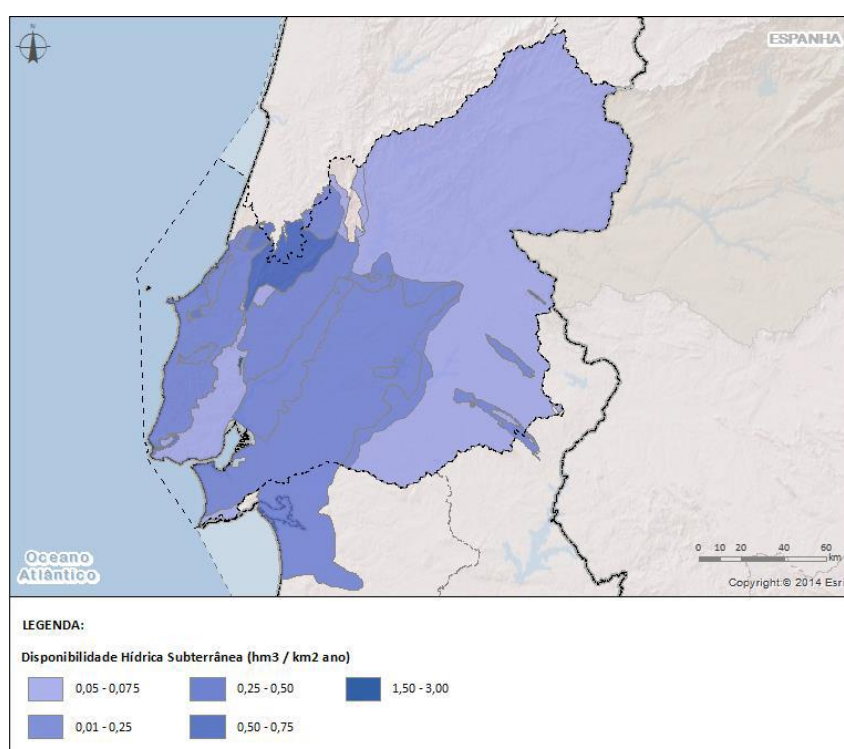 N
ESPANHA
Oceano
Atlântico
0 10 20 40 60
km
Copyright:© 2014 Esri
LEGENDA:
Disponibilidade Hídrica Subterrânea (hm3 / km2 ano)
0,05 - 0,075 0,25 - 0,50 1,50 - 3,00
0,01 - 0,25 0,50 - 0,75